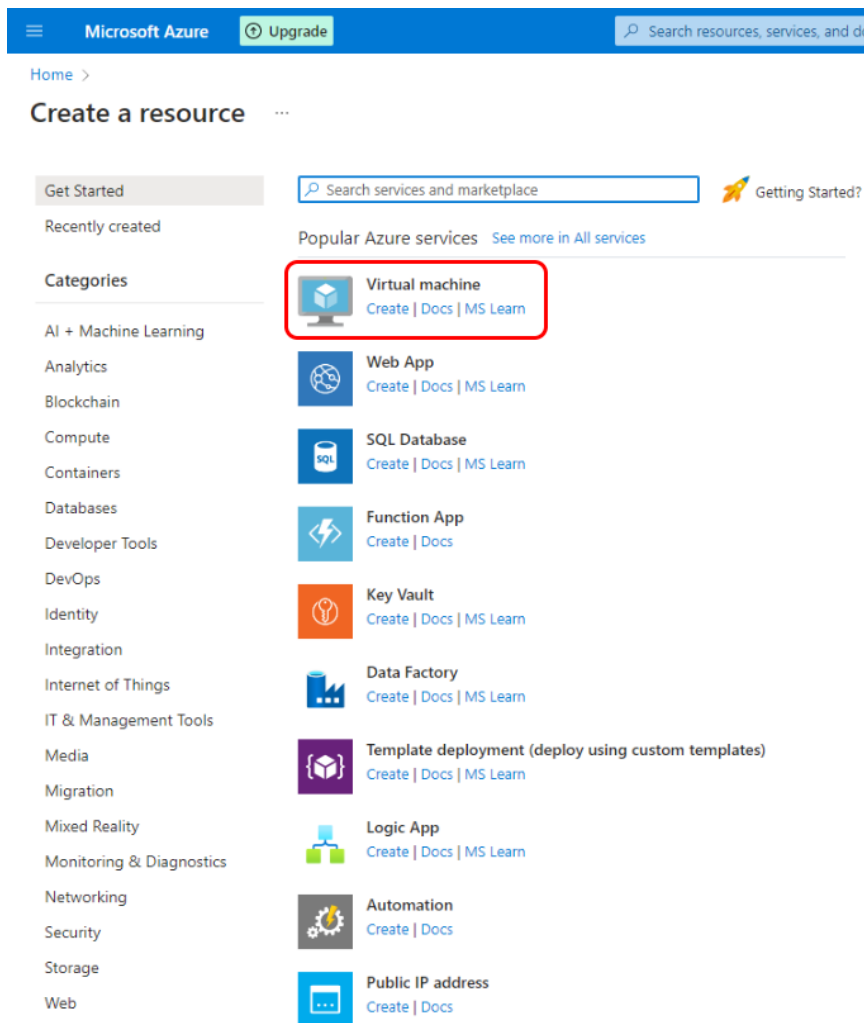 Microsoft Azure
Upgrade
Search resources, services, and
Home >
Create a resource ...
Get Started
Recently created
Categories
AI + Machine Learning
Analytics
Blockchain
Compute
Containers
Databases
Developer Tools
DevOps
Identity
Integration
Internet of Things
IT & Management Tools
Media
Migration
Mixed Reality
Monitoring & Diagnostics
Networking
Security
Storage
Web
Search services and marketplace
Getting Started?
Popular Azure services See more in All services
Virtual machine
Create | Docs | MS Learn
Web App
Create | Docs | MS Learn
SQL
SQL Database
Create | Docs | MS Learn
Function App
Create | Docs
Key Vault
Create | Docs | MS Learn
Data Factory
Create | Docs | MS Learn
Template deployment (deploy using custom templates)
Create | Docs | MS Learn
Logic App
Create | Docs | MS Learn
Automation
Create | Docs
Public IP address
Create | Docs